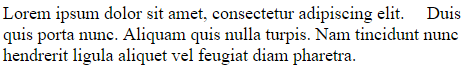 Lorem ipsum dolor sit amet, consectetur adipiscing elit. Duis
quis porta nunc. Aliquam quis nulla turpis. Nam tincidunt nunc
hendrerit ligula aliquet vel feugiat diam pharetra.